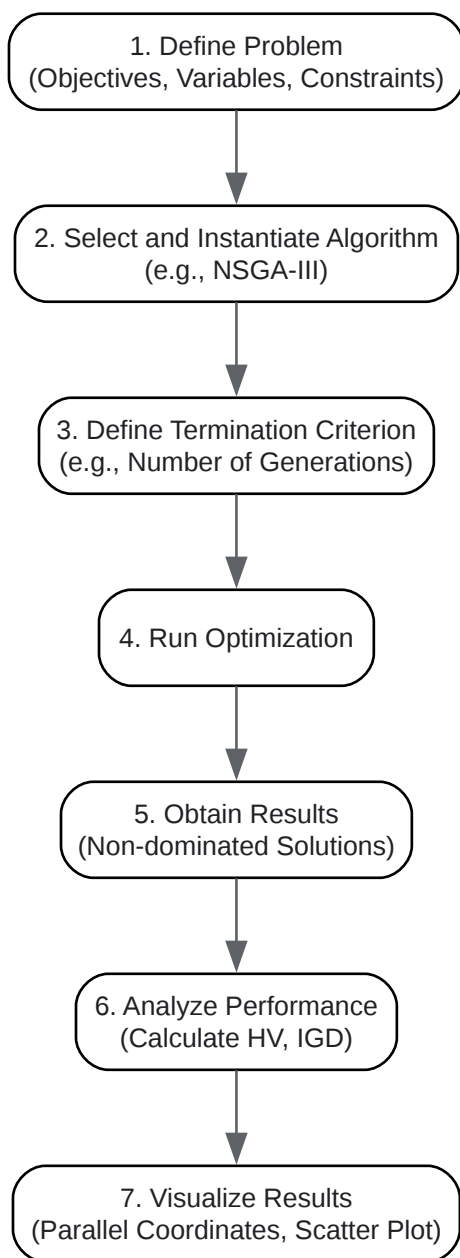 1. Define Problem
(Objectives, Variables, Constraints)
2. Select and Instantiate Algorithm
(e.g., NSGA-III)
3. Define Termination Criterion
(e.g., Number of Generations)
4. Run Optimization
5. Obtain Results
(Non-dominated Solutions)
6. Analyze Performance
(Calculate HV, IGD)
7. Visualize Results
(Parallel Coordinates, Scatter Plot)